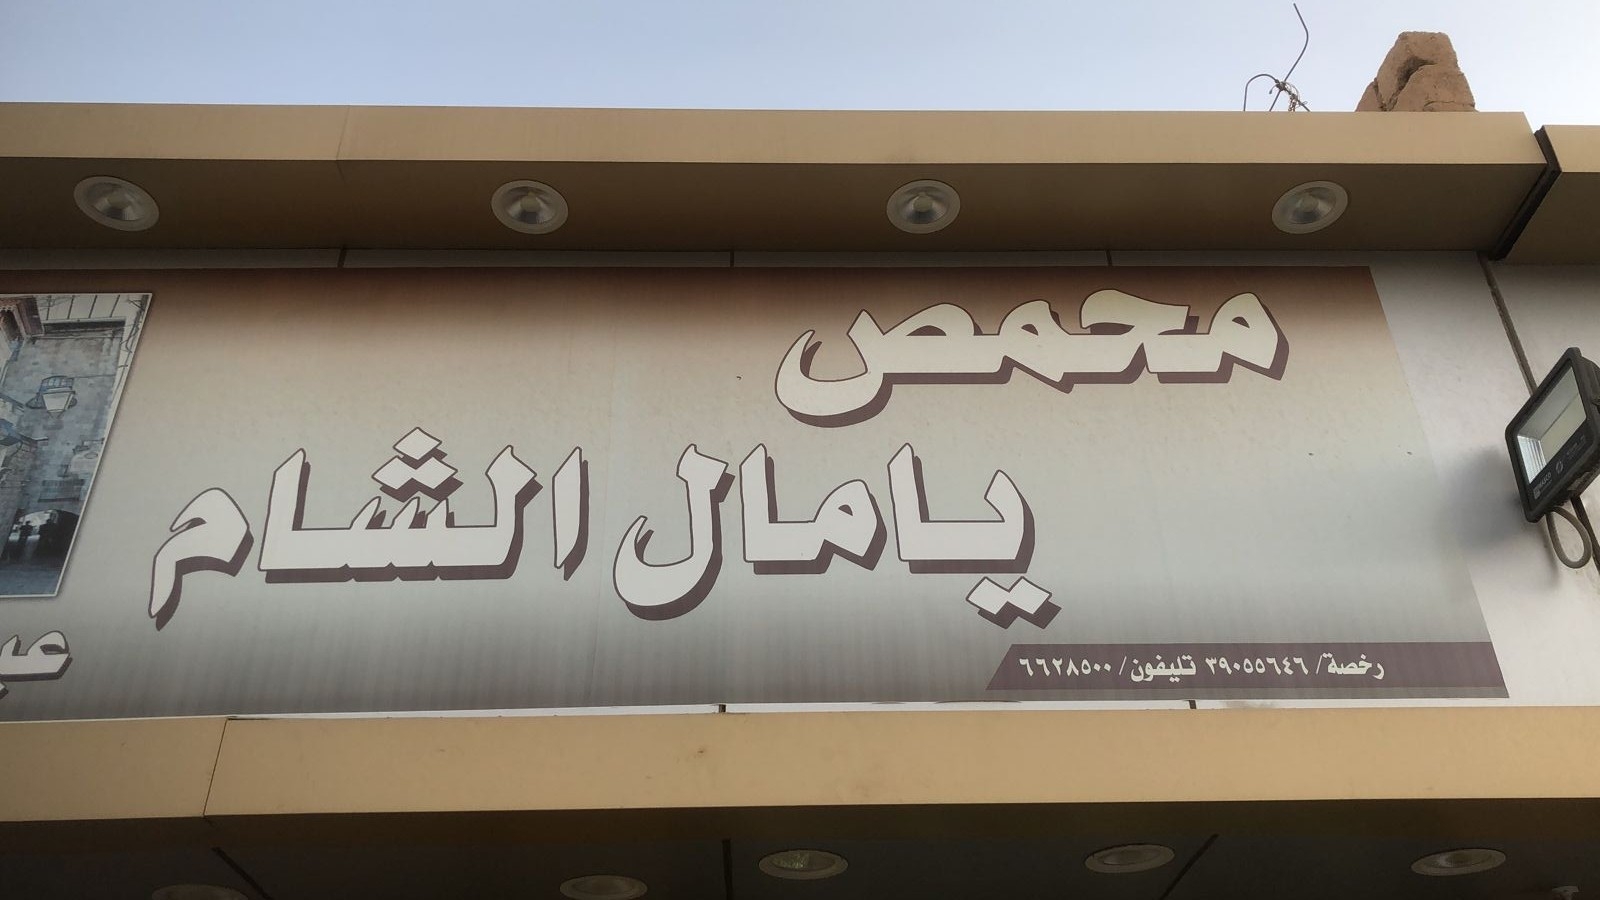 محمص
يامال الشام
رخصة/ ٣٩٠٥٥٦٤٦ تليفون/ ٦٦٢٨٥٠٠